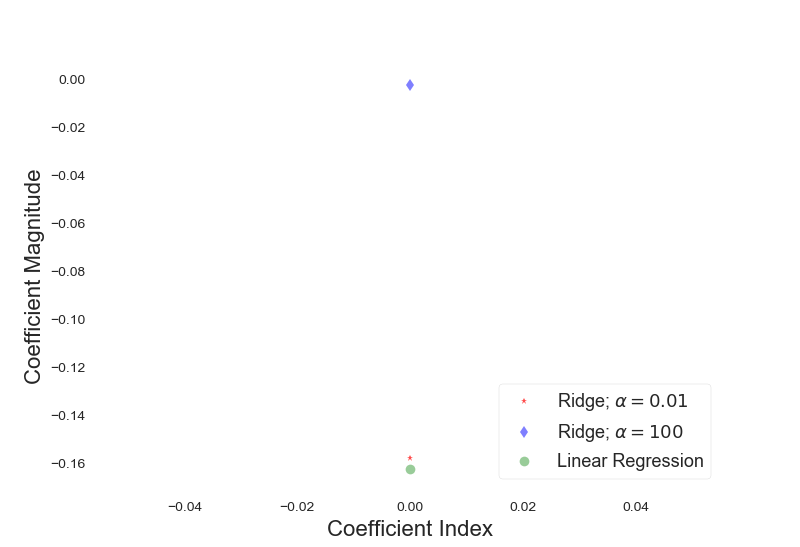 0.00
−0.02
−0.04
−0.06
−0.08
−0.10
−0.12
−0.14
−0.16
Coefficient Magnitude
Ridge; α = 0.01
Ridge; α = 100
Linear Regression
−0.04 −0.02 0.00 0.02 0.04
Coefficient Index